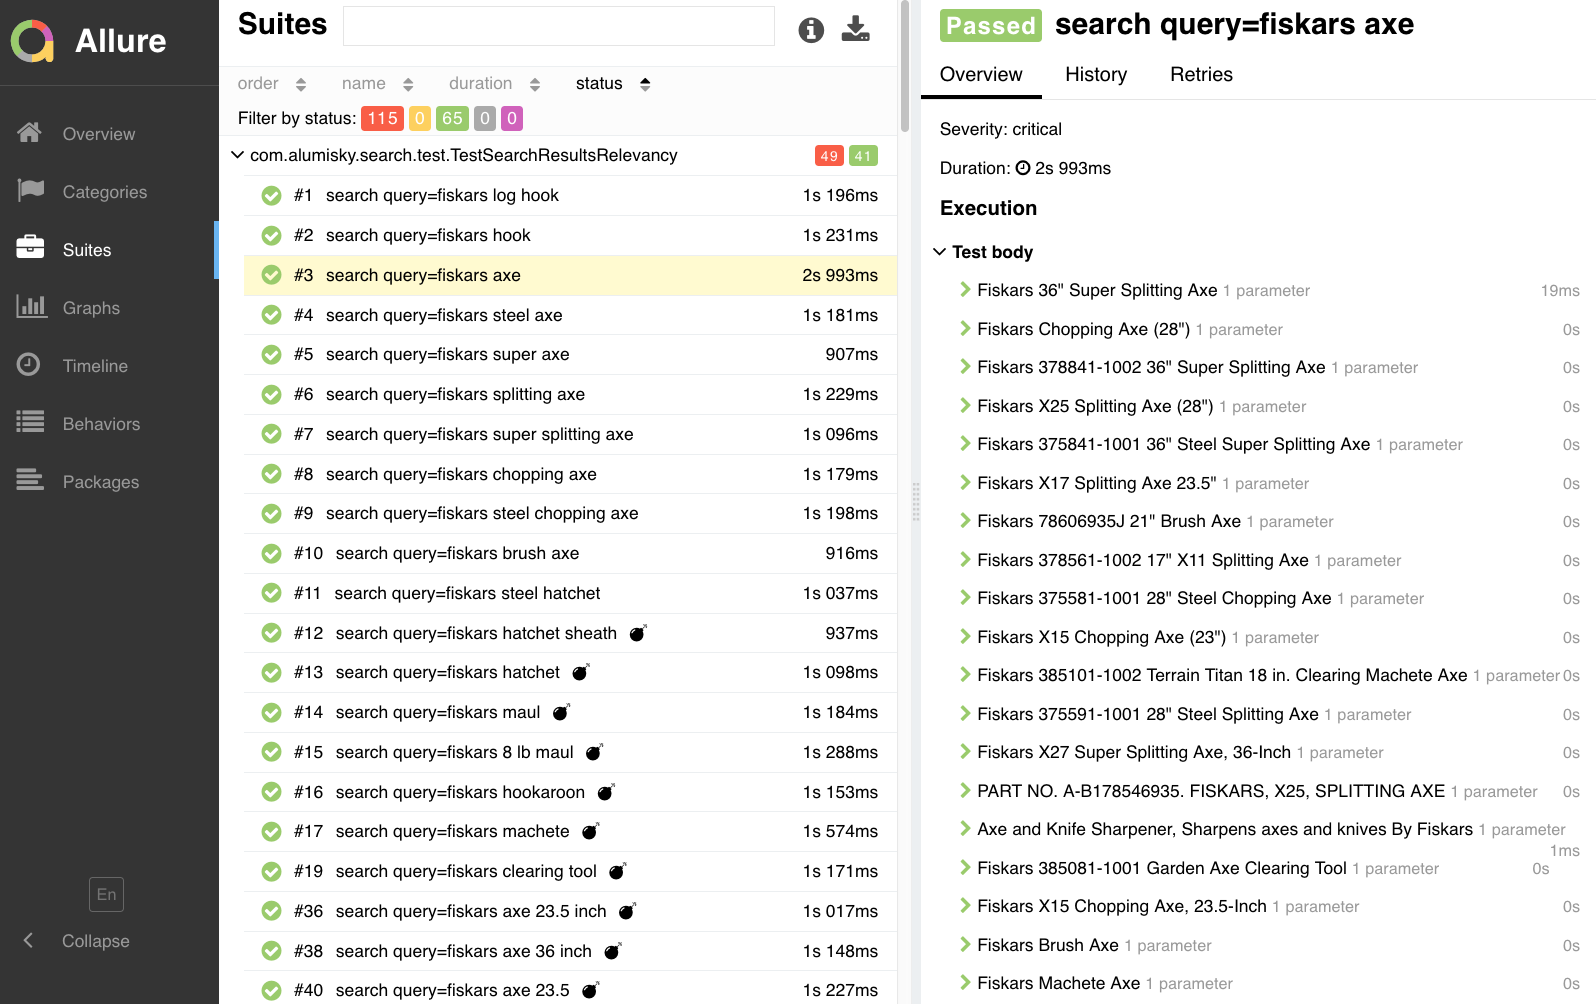 Allure
Overview
Categories
Suites
Graphs
Timeline
Behaviors
Packages
En
Collapse
Suites
order name duration status
Filter by status: 115 0 65 0 0
com.alumisky.search.test.TestSearchResultsRelevancy 49 41
#1 search query=fiskars log hook 1s 196ms
#2 search query=fiskars hook 1s 231ms
#3 search query=fiskars axe 2s 993ms
#4 search query=fiskars steel axe 1s 181ms
#5 search query=fiskars super axe 907ms
#6 search query=fiskars splitting axe 1s 229ms
#7 search query=fiskars super splitting axe 1s 096ms
#8 search query=fiskars chopping axe 1s 179ms
#9 search query=fiskars steel chopping axe 1s 198ms
#10 search query=fiskars brush axe 916ms
#11 search query=fiskars steel hatchet 1s 037ms
#12 search query=fiskars hatchet sheath 937ms
#13 search query=fiskars hatchet 1s 098ms
#14 search query=fiskars maul 1s 184ms
#15 search query=fiskars 8 lb maul 1s 288ms
#16 search query=fiskars hookaroon 1s 153ms
#17 search query=fiskars machete 1s 574ms
#19 search query=fiskars clearing tool 1s 171ms
#36 search query=fiskars axe 23.5 inch 1s 017ms
#38 search query=fiskars axe 36 inch 1s 148ms
#40 search query=fiskars axe 23.5 1s 227ms
Passed search query=fiskars axe
Overview History Retries
Severity: critical
Duration: 2s 993ms
Execution
Test body
Fiskars 36" Super Splitting Axe 1 parameter 19ms
Fiskars Chopping Axe (28") 1 parameter 0s
Fiskars 378841-1002 36" Super Splitting Axe 1 parameter 0s
Fiskars X25 Splitting Axe (28") 1 parameter 0s
Fiskars 375841-1001 36" Steel Super Splitting Axe 1 parameter 0s
Fiskars X17 Splitting Axe 23.5" 1 parameter 0s
Fiskars 78606935J 21" Brush Axe 1 parameter 0s
Fiskars 378561-1002 17" X11 Splitting Axe 1 parameter 0s
Fiskars 375581-1001 28" Steel Chopping Axe 1 parameter 0s
Fiskars X15 Chopping Axe (23") 1 parameter 0s
Fiskars 385101-1002 Terrain Titan 18 in. Clearing Machete Axe 1 parameter 0s
Fiskars 375591-1001 28" Steel Splitting Axe 1 parameter 0s
Fiskars X27 Super Splitting Axe, 36-Inch 1 parameter 0s
PART NO. A-B178546935. FISKARS, X25, SPLITTING AXE 1 parameter 0s
Axe and Knife Sharpener, Sharpens axes and knives By Fiskars 1 parameter
1ms
Fiskars 385081-1001 Garden Axe Clearing Tool 1 parameter 0s
Fiskars X15 Chopping Axe, 23.5-Inch 1 parameter 0s
Fiskars Brush Axe 1 parameter 0s
Fiskars Machete Axe 1 parameter 0s